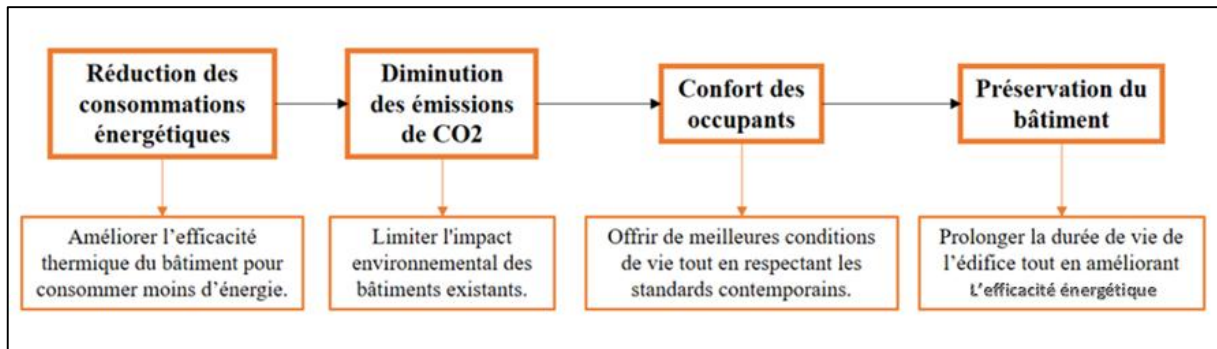 Réduction des
consommations
énergétiques
Diminution
des émissions
de CO2
Confort des
occupants
Préservation du
bâtiment
Améliorer l’efficacité
thermique du bâtiment pour
consommer moins d’énergie.
Limiter l'impact
environnemental des
bâtiments existants.
Offrir de meilleures conditions
de vie tout en respectant les
standards contemporains.
Prolonger la durée de vie de
l’édifice tout en améliorant
L’efficacité énergétique